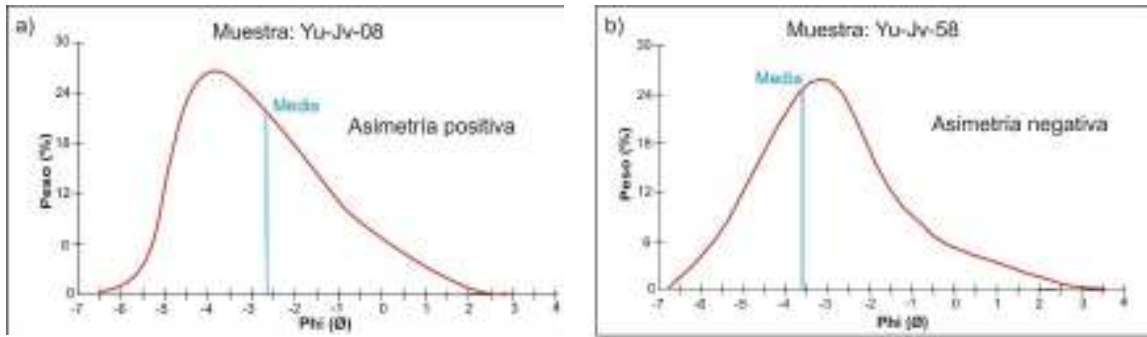 a)
Muestra: Yu-Jv-08
30
24
18
12
6
0
Peso (%)
Media
Asimetría positiva
-7 -6 -5 -4 -3 -2 -1 0 1 2 3 4
Phi (Ø)
b)
Muestra: Yu-Jv-58
30
24
18
12
6
0
Peso (%)
Media
Asimetria negativa
-7 -6 -5 -4 -3 -2 -1 0 1 2 3 4
Phi (Ø)